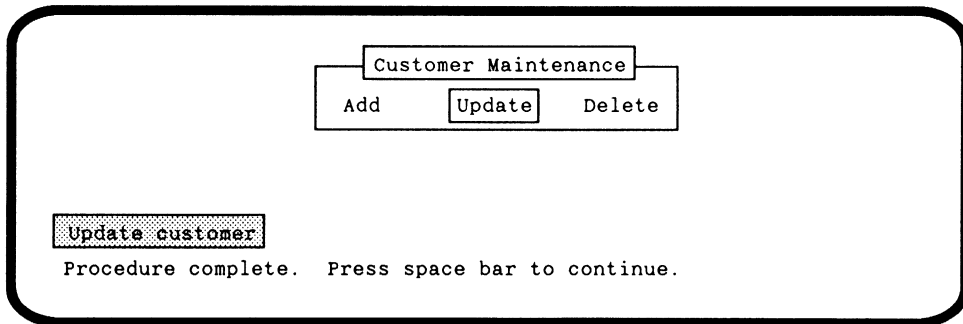 Customer Maintenance
Add Update Delete
Update customer
Procedure complete. Press space bar to continue.